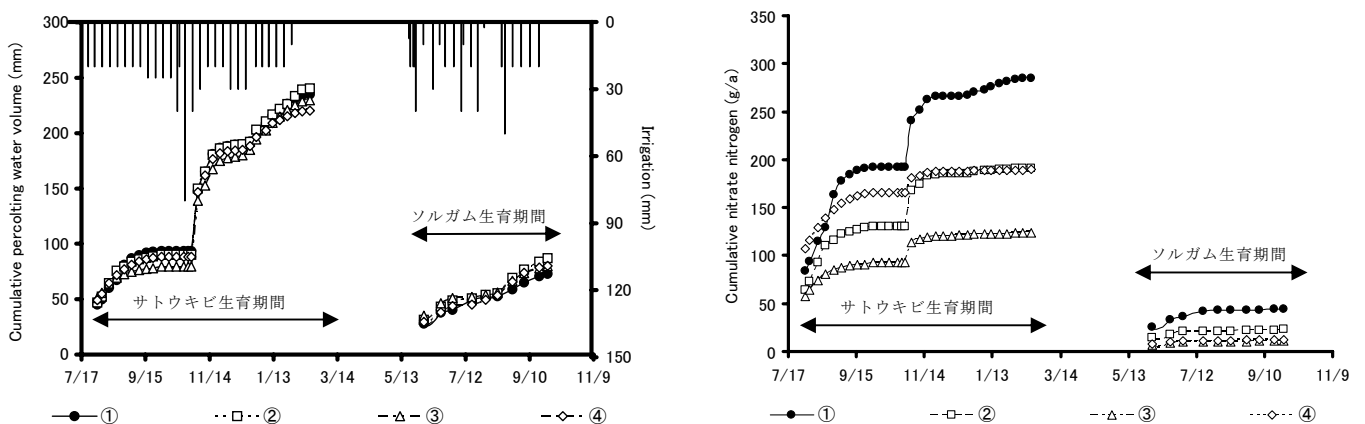 Cumulative percolting water volume (mm)
300
250
200
150
100
50
0
0
30
60
90
120
150
Irrigation (mm)
サトウキビ生育期間
ソルガム生育期間
7/17 9/15 11/14 1/13 3/14 5/13 7/12 9/10 11/9
① ② ③ ④
Cumulative nitrate nitrogen (g/a)
350
300
250
200
150
100
50
0
サトウキビ生育期間
ソルガム生育期間
7/17 9/15 11/14 1/13 3/14 5/13 7/12 9/10 11/9
① ② ③ ④